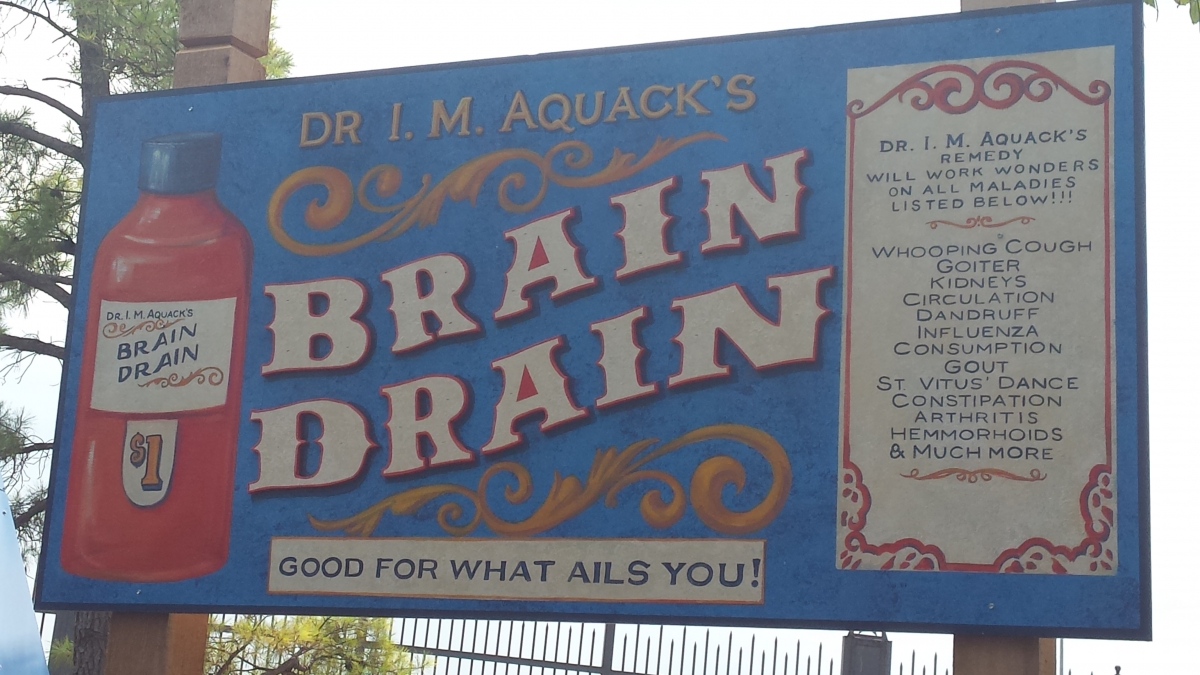 DR I. M. AQUACK'S
BRAIN
DRAIN
GOOD FOR WHAT AILS YOU!
DR. I. M. AQUACK'S
BRAIN
DRAIN
$1
DR. I. M. AQUACK'S
REMEDY
WILL WORK WONDERS
ON ALL MALADIES
LISTED BELOW!!!
WHOOPING COUGH
GOITER
KIDNEYS
CIRCULATION
DANDRUFF
INFLUENZA
CONSUMPTION
GOUT
ST. VITUS' DANCE
CONSTIPATION
ARTHRITIS
HEMMORHOIDS
& MUCH MORE